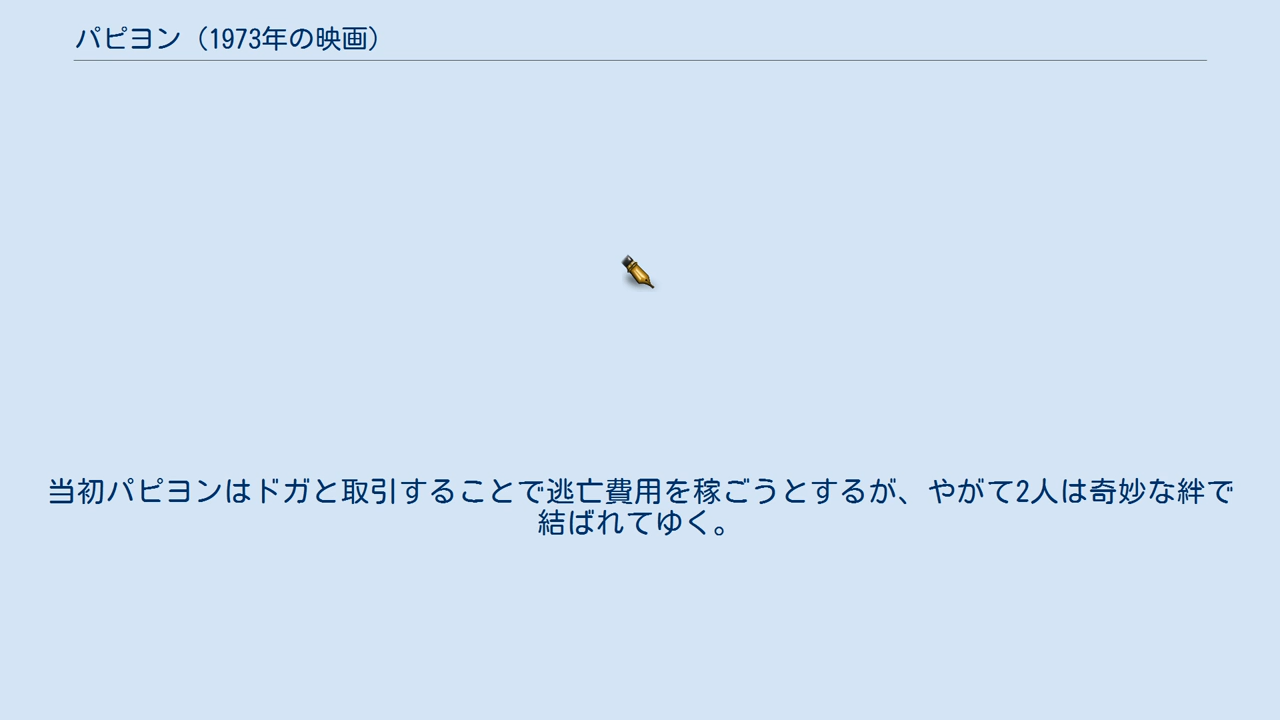 パピヨン（1973年の映画）
当初パピヨンはドガと取引することで逃亡費用を稼ごうとするが、やがて2人は奇妙な絆で
結ばれてゆく。